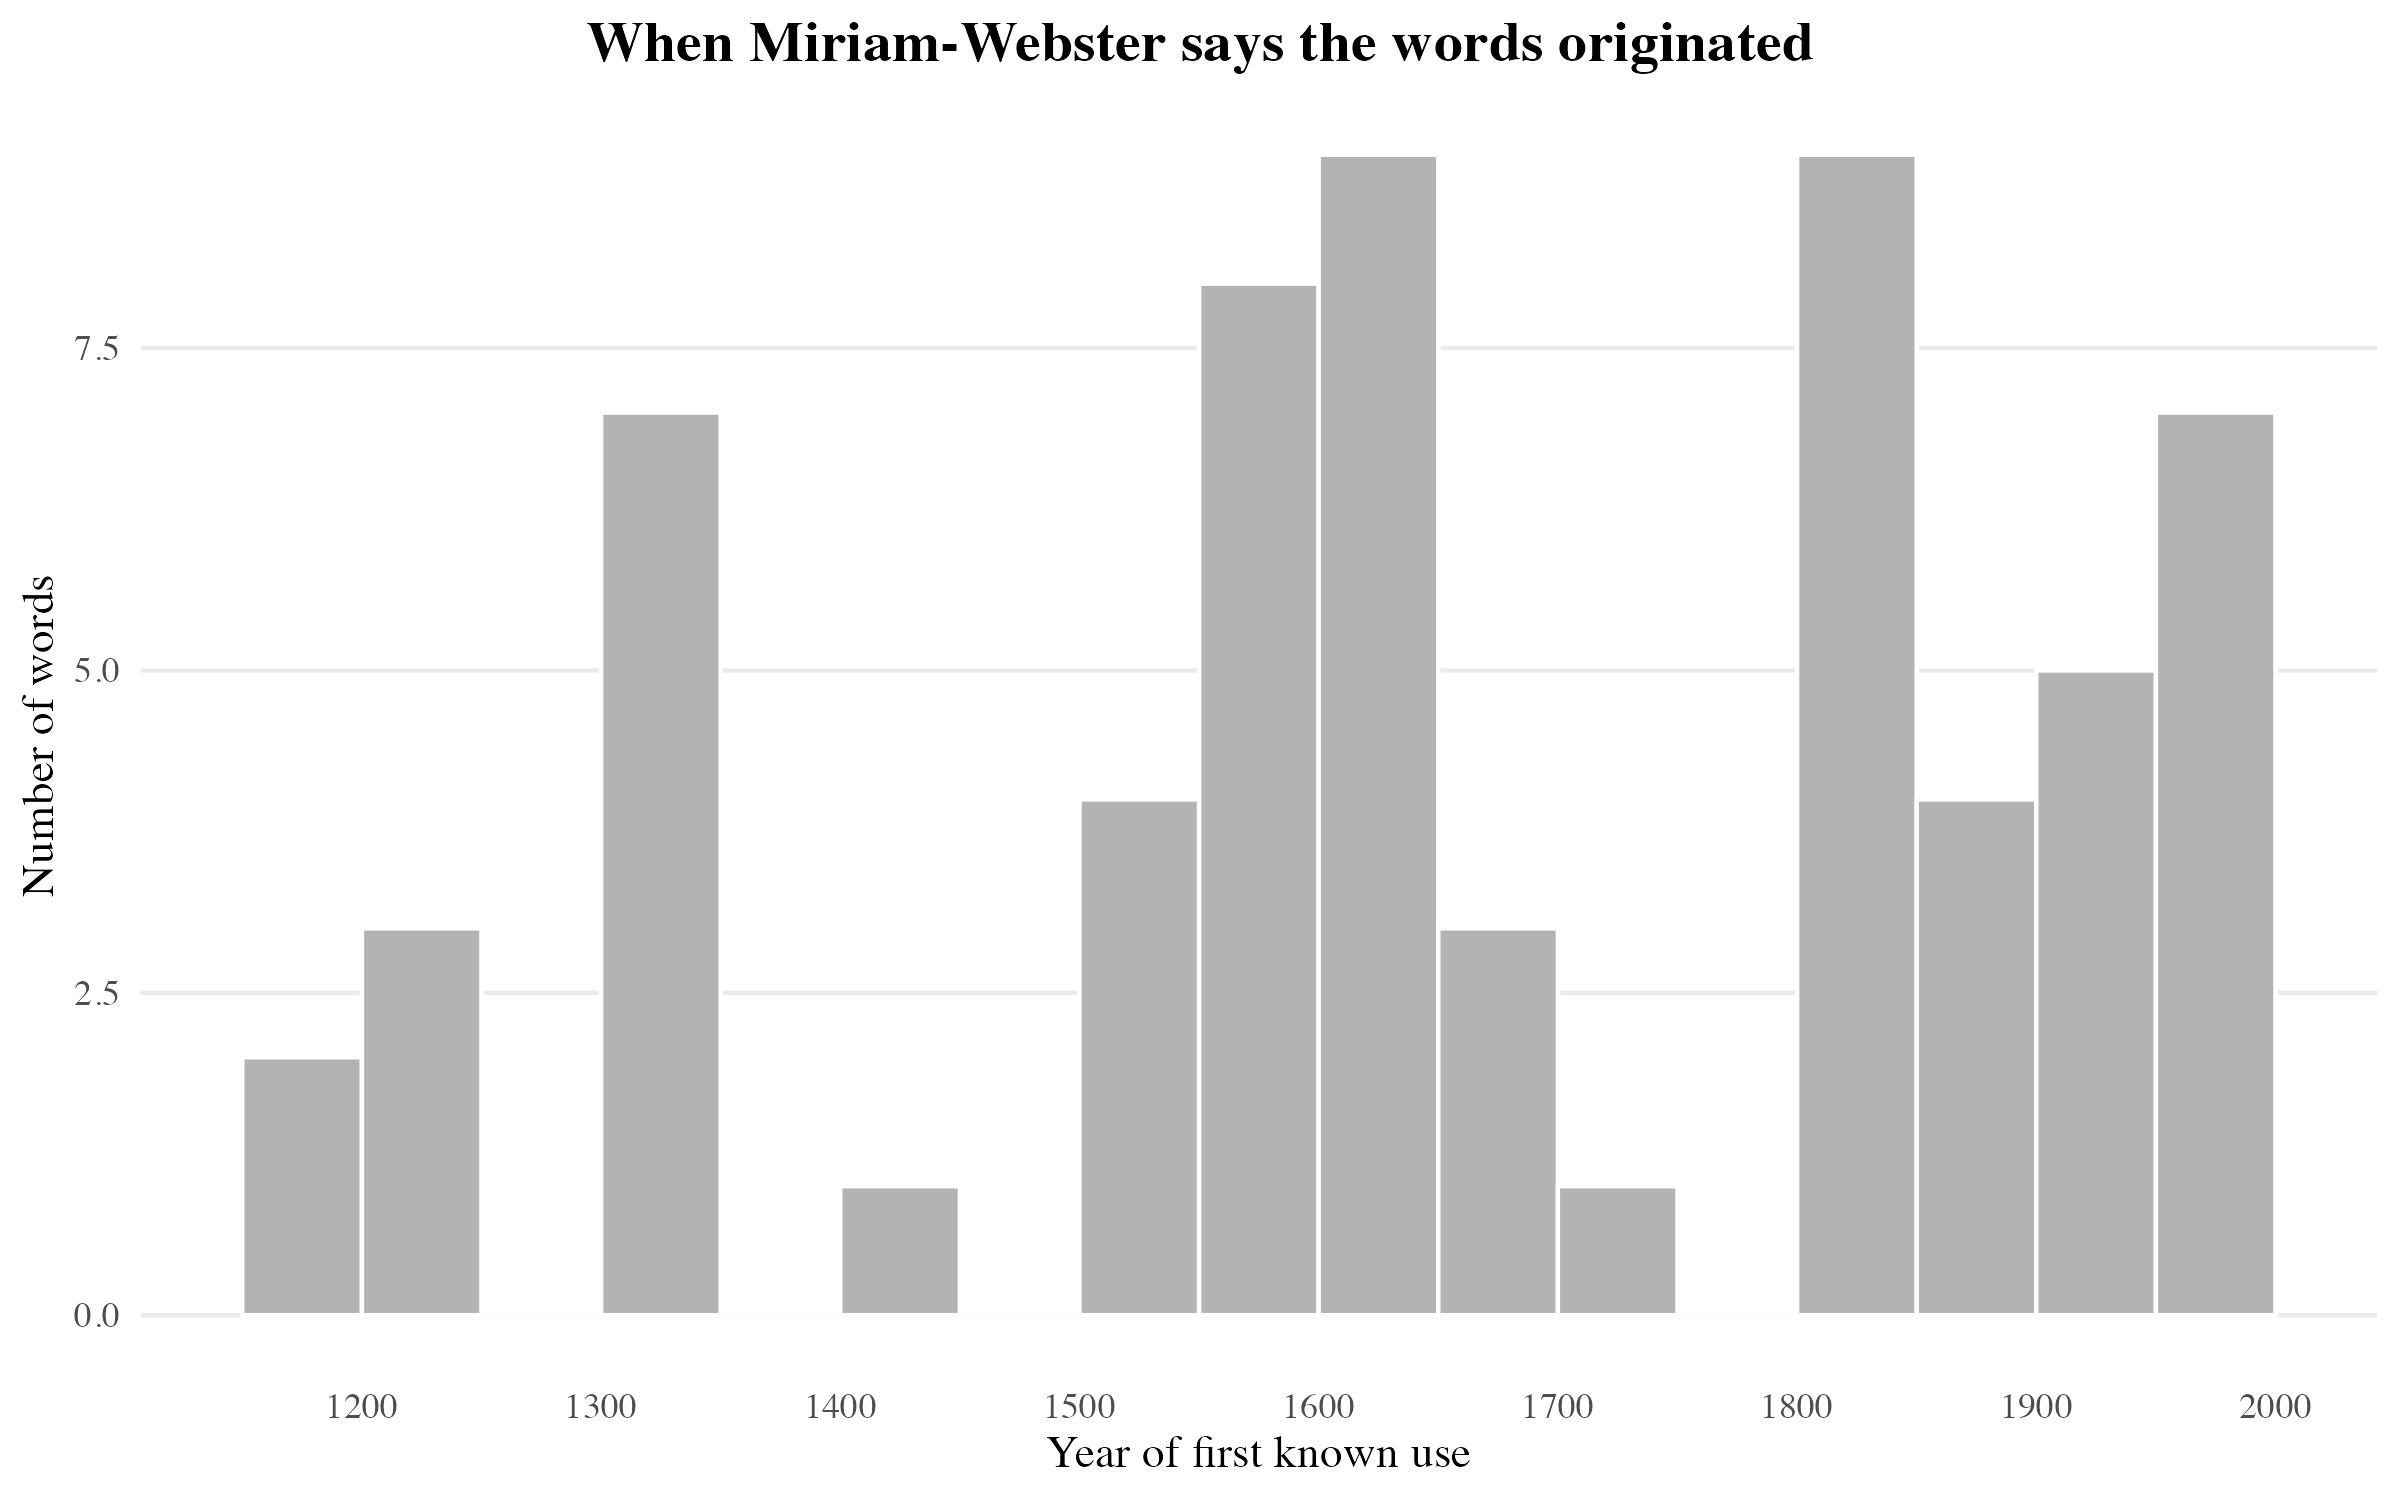 When Miriam-Webster says the words originated
Number of words
7.5
5.0
2.5
0.0
1200 1300 1400 1500 1600 1700 1800 1900 2000
Year of first known use